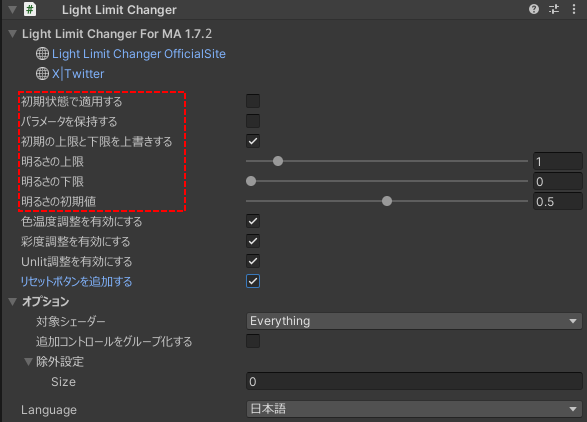 Light Limit Changer
Light Limit Changer For MA 1.7.2
Light Limit Changer OfficialSite
X|Twitter
初期状態で適用する
パラメータを保持する
初期の上限と下限を上書きする
明るさの上限 1
明るさの下限 0
明るさの初期値 0.5
色温度調整を有効にする
彩度調整を有効にする
Unlit調整を有効にする
リセットボタンを追加する
オプション
対象シェーダー Everything
追加コントロールをグループ化する
除外設定
Size 0
Language 日本語